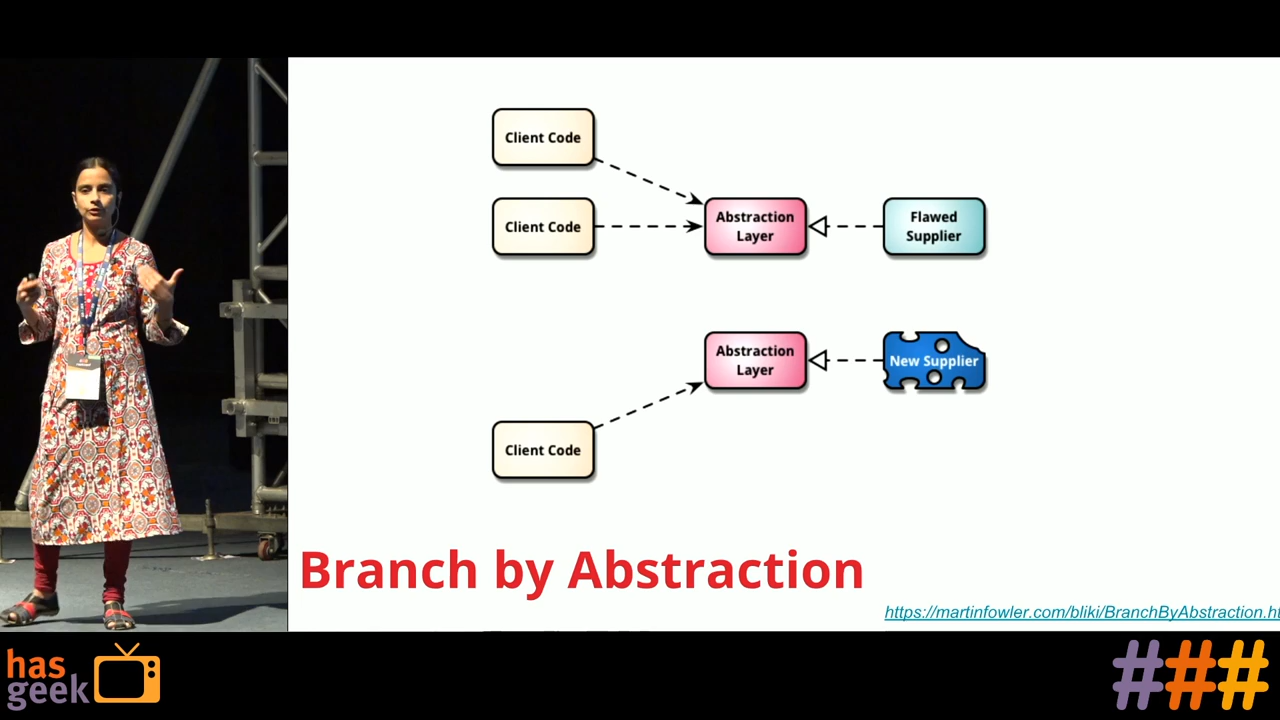 Client Code
Client Code
Abstraction
Layer
Flawed
Supplier
Abstraction
Layer
New Supplier
Client Code
Branch by Abstraction
https://martinfowler.com/bliki/BranchByAbstraction.ht
has
geek
###